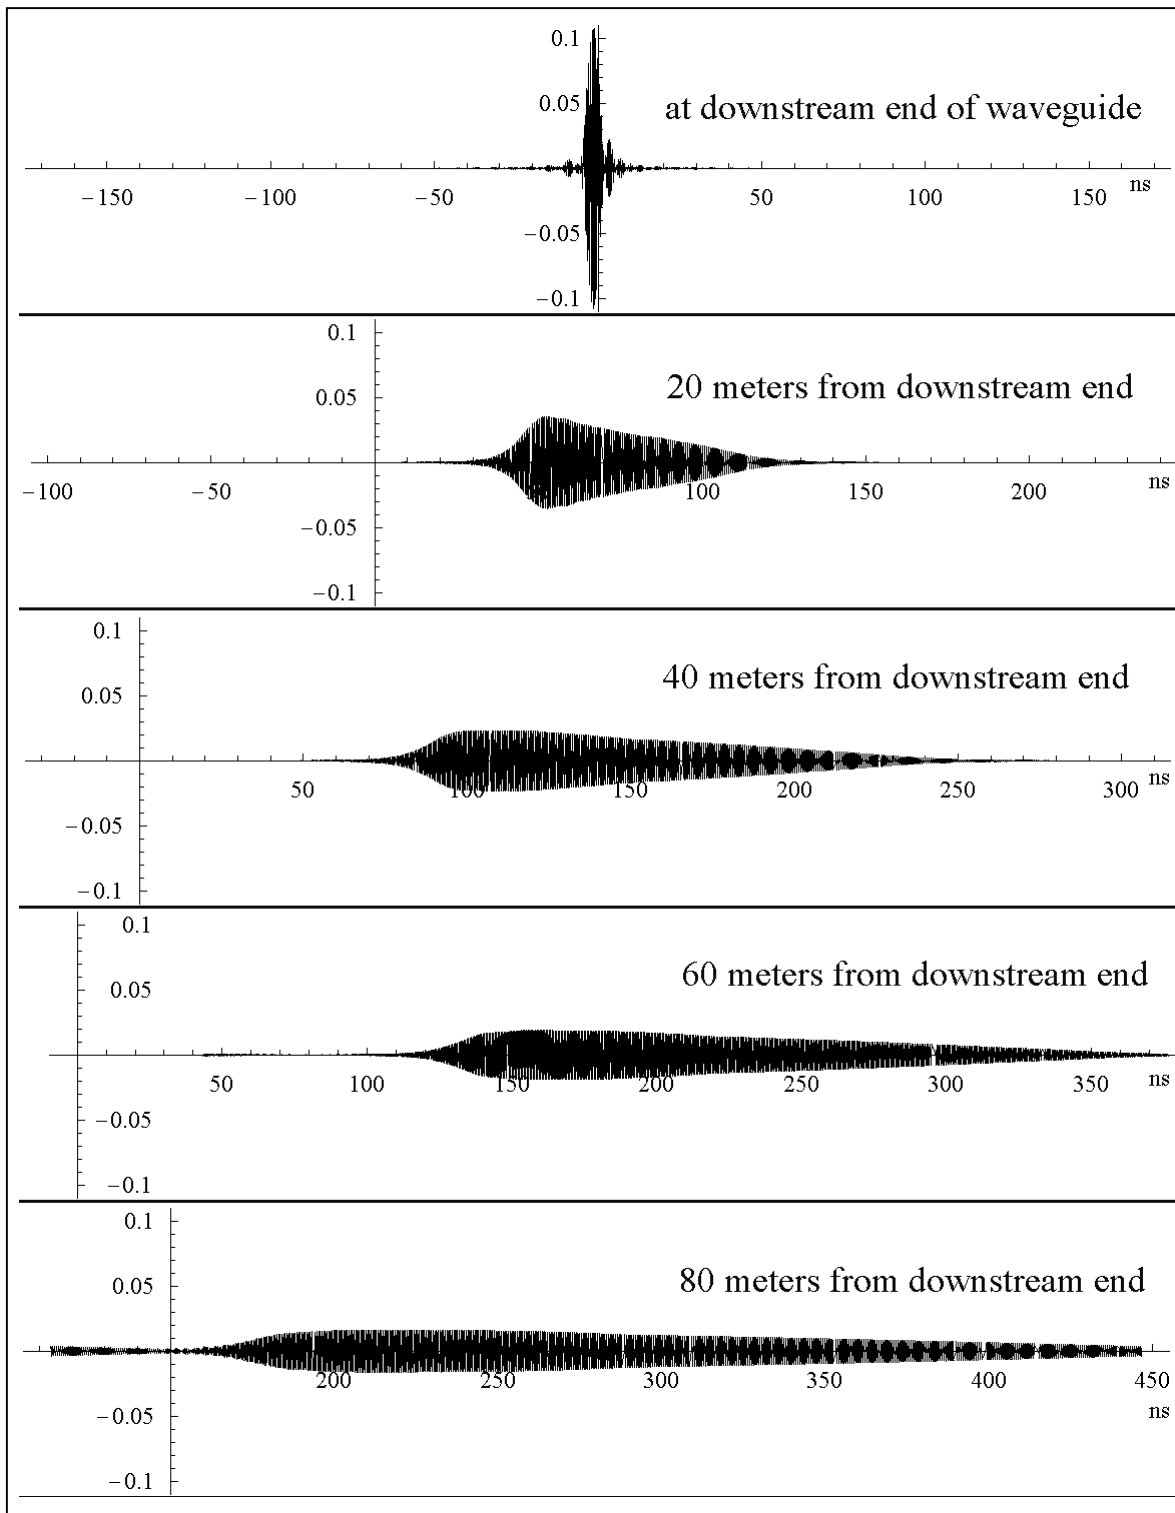 0.1
0.05
at downstream end of waveguide
−150 −100 −50 50 100 150 ns
−0.05
−0.1
0.1
0.05
20 meters from downstream end
−100 −50 100 150 200 ns
−0.05
−0.1
0.1
0.05
40 meters from downstream end
50 100 150 200 250 300 ns
−0.05
−0.1
0.1
0.05
60 meters from downstream end
50 100 150 200 250 300 350 ns
−0.05
−0.1
0.1
0.05
80 meters from downstream end
200 250 300 350 400 450
ns
−0.05
−0.1